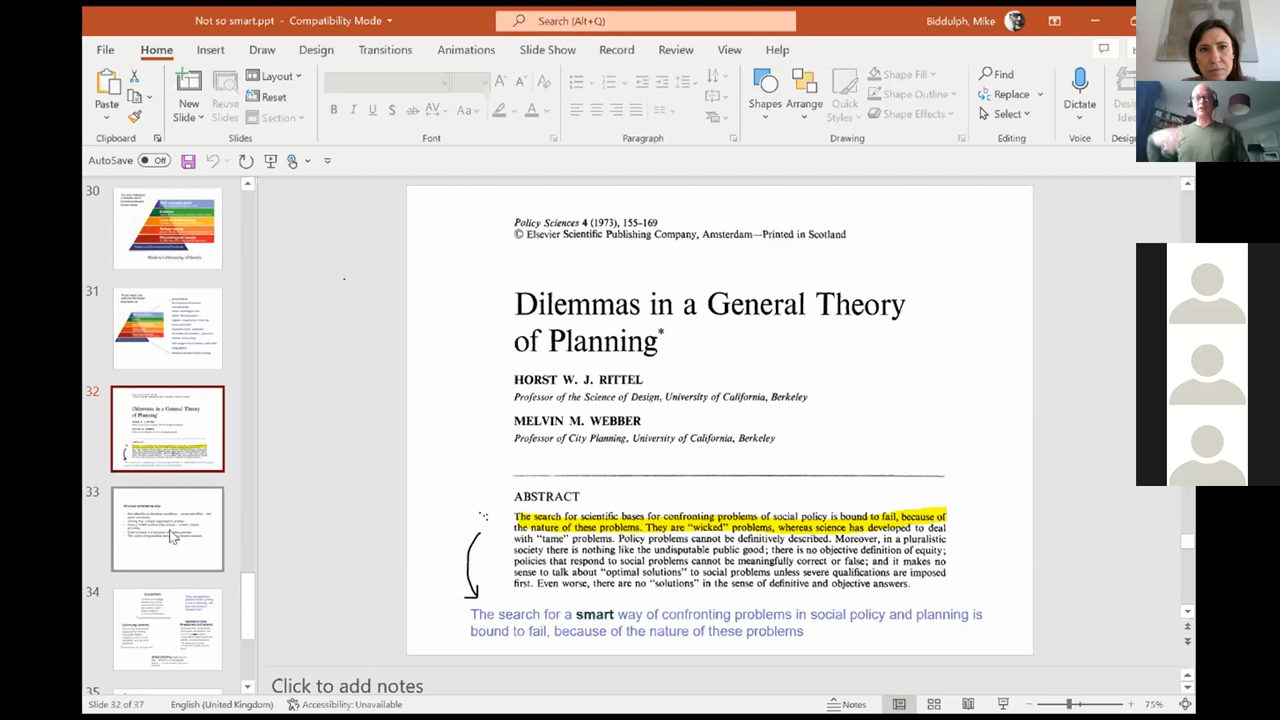 Not so smart.ppt - Compatibility Mode
Search (Alt+Q)
Biddulph, Mike
File Home Insert Draw Design Transitions Animations Slide Show Record Review View Help
Paste
Clipboard
New Slide
Reuse Slides
Layout
Reset
Section
Slides
Font
Paragraph
Shapes
Arrange
Quick Styles
Shape Fill
Shape Outline
Shape Effects
Drawing
Find
Replace
Select
Editing
Dictate
Voice
AutoSave Off
30
31
32
Dilemmas in a General Theory
of Planning
33
34
35
Policy Sciences 4 (1973), 155-169
© Elsevier Scientific Publishing Company, Amsterdam—Printed in Scotland
Dilemmas in a General Theory
of Planning*
HORST W. J. RITTEL
Professor of the Science of Design, University of California, Berkeley
MELVIN M. WEBBER
Professor of City Planning, University of California, Berkeley
ABSTRACT
The search for scientific bases for confronting problems of social policy is bound to fail, because of
the nature of these problems. They are “wicked” problems, whereas science has developed to deal
with “tame” problems. Policy problems cannot be definitively described. Moreover, in a pluralistic
society there is nothing like the undisputable public good; there is no objective definition of equity;
policies that respond to social problems cannot be meaningfully correct or false; and it makes no
sense to talk about “optimal solutions” to social problems unless severe qualifications are imposed
first. Even worse, there are no “solutions” in the sense of definitive and objective answers.
The search for a smart way of confronting problems in social policy and planning is
bound to fail, because of the nature of these problems
Click to add notes
Slide 32 of 37 English (United Kingdom) Accessibility: Unavailable Notes 75%